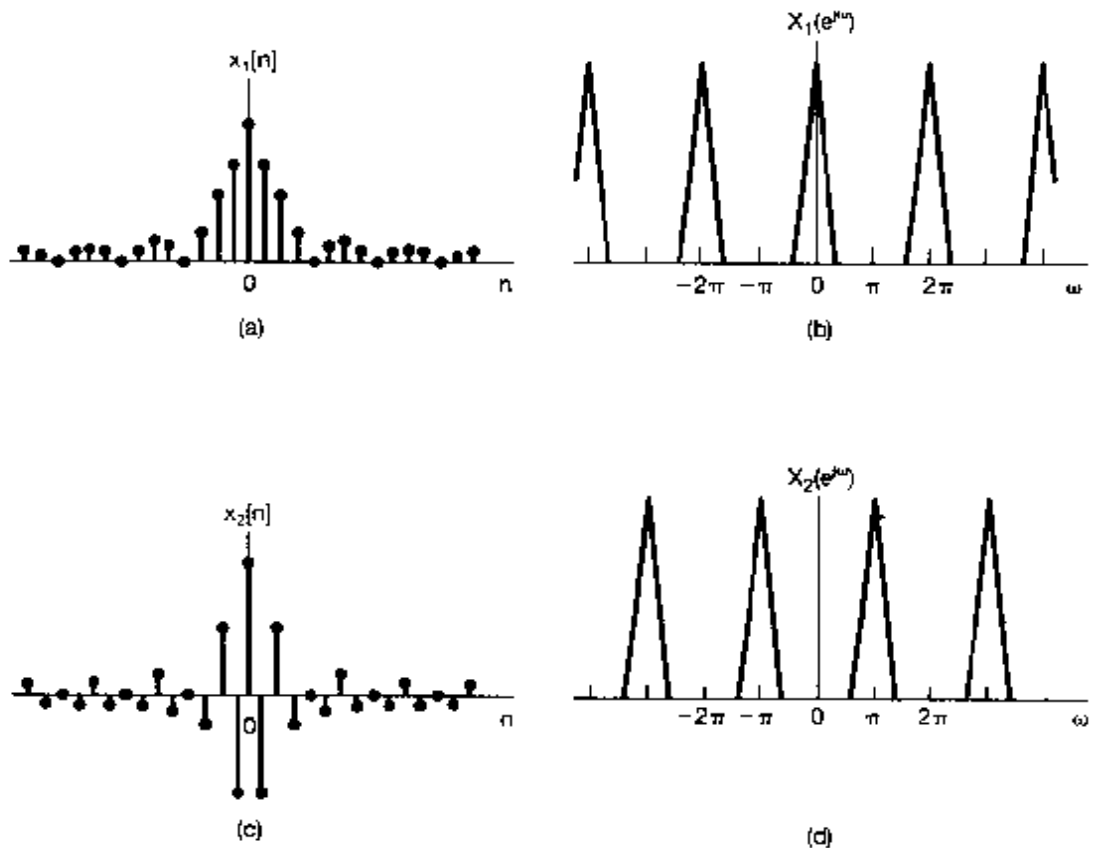 x₁[n]
0
n
(a)
X₁(e^jω)
−2π −π 0 π 2π ω
(b)
x₂[n]
0
n
(c)
X₂(e^jω)
−2π −π 0 π 2π ω
(d)